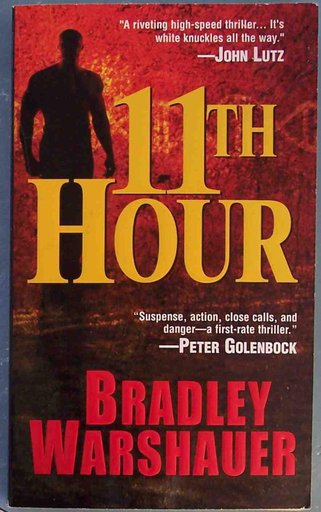 "A riveting high-speed thriller... It's
white knuckles all the way."
—JOHN LUTZ
11TH
HOUR
"Suspense, action, close calls, and
danger—a first-rate thriller."
—PETER GOLENBOCK
BRADLEY
WARSHAUER